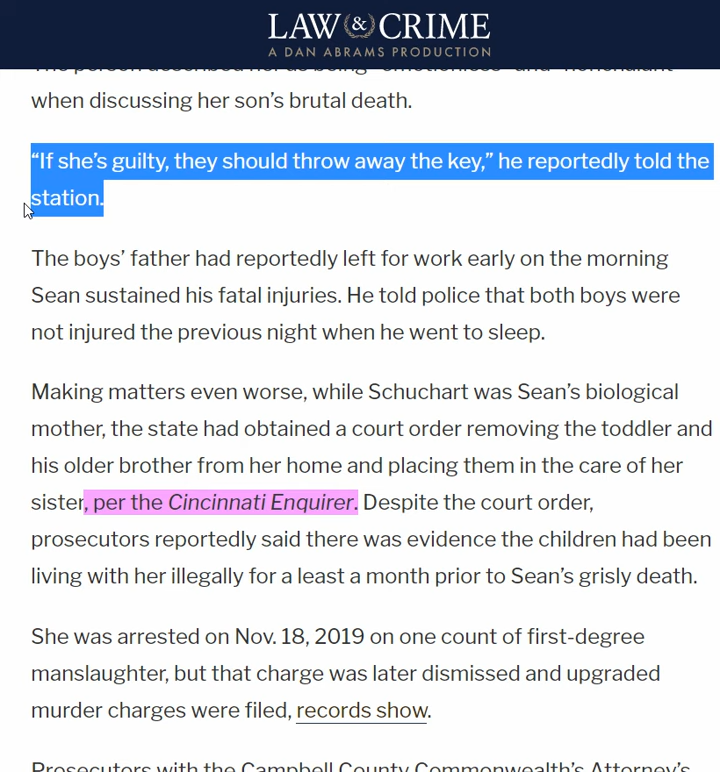 LAW & CRIME
A DAN ABRAMS PRODUCTION
when discussing her son’s brutal death.
“If she’s guilty, they should throw away the key,” he reportedly told the
station.
The boys’ father had reportedly left for work early on the morning
Sean sustained his fatal injuries. He told police that both boys were
not injured the previous night when he went to sleep.
Making matters even worse, while Schuchart was Sean’s biological
mother, the state had obtained a court order removing the toddler and
his older brother from her home and placing them in the care of her
sister, per the Cincinnati Enquirer. Despite the court order,
prosecutors reportedly said there was evidence the children had been
living with her illegally for a least a month prior to Sean’s grisly death.
She was arrested on Nov. 18, 2019 on one count of first-degree
manslaughter, but that charge was later dismissed and upgraded
murder charges were filed, records show.
Prosecutors with the Campbell County Commonwealth’s Attorney’s